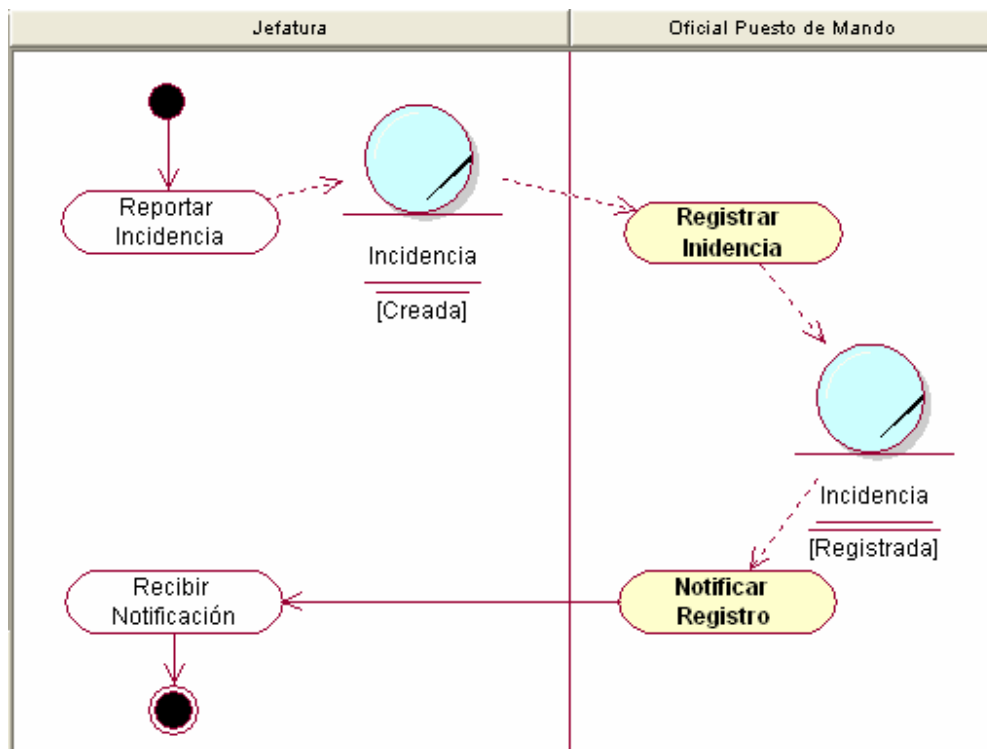 Jefatura
Oficial Puesto de Mando
Reportar
Incidencia
Incidencia
[Creada]
Registrar
Inidencia
Incidencia
[Registrada]
Notificar
Registro
Recibir
Notificación